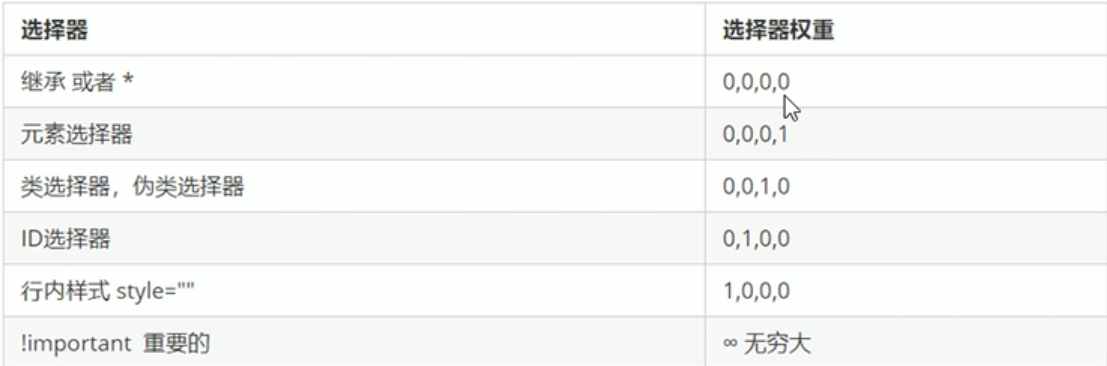 选择器 选择器权重
继承 或者 * 0,0,0,0
元素选择器 0,0,0,1
类选择器，伪类选择器 0,0,1,0
ID选择器 0,1,0,0
行内样式 style="" 1,0,0,0
!important 重要的 ∞ 无穷大